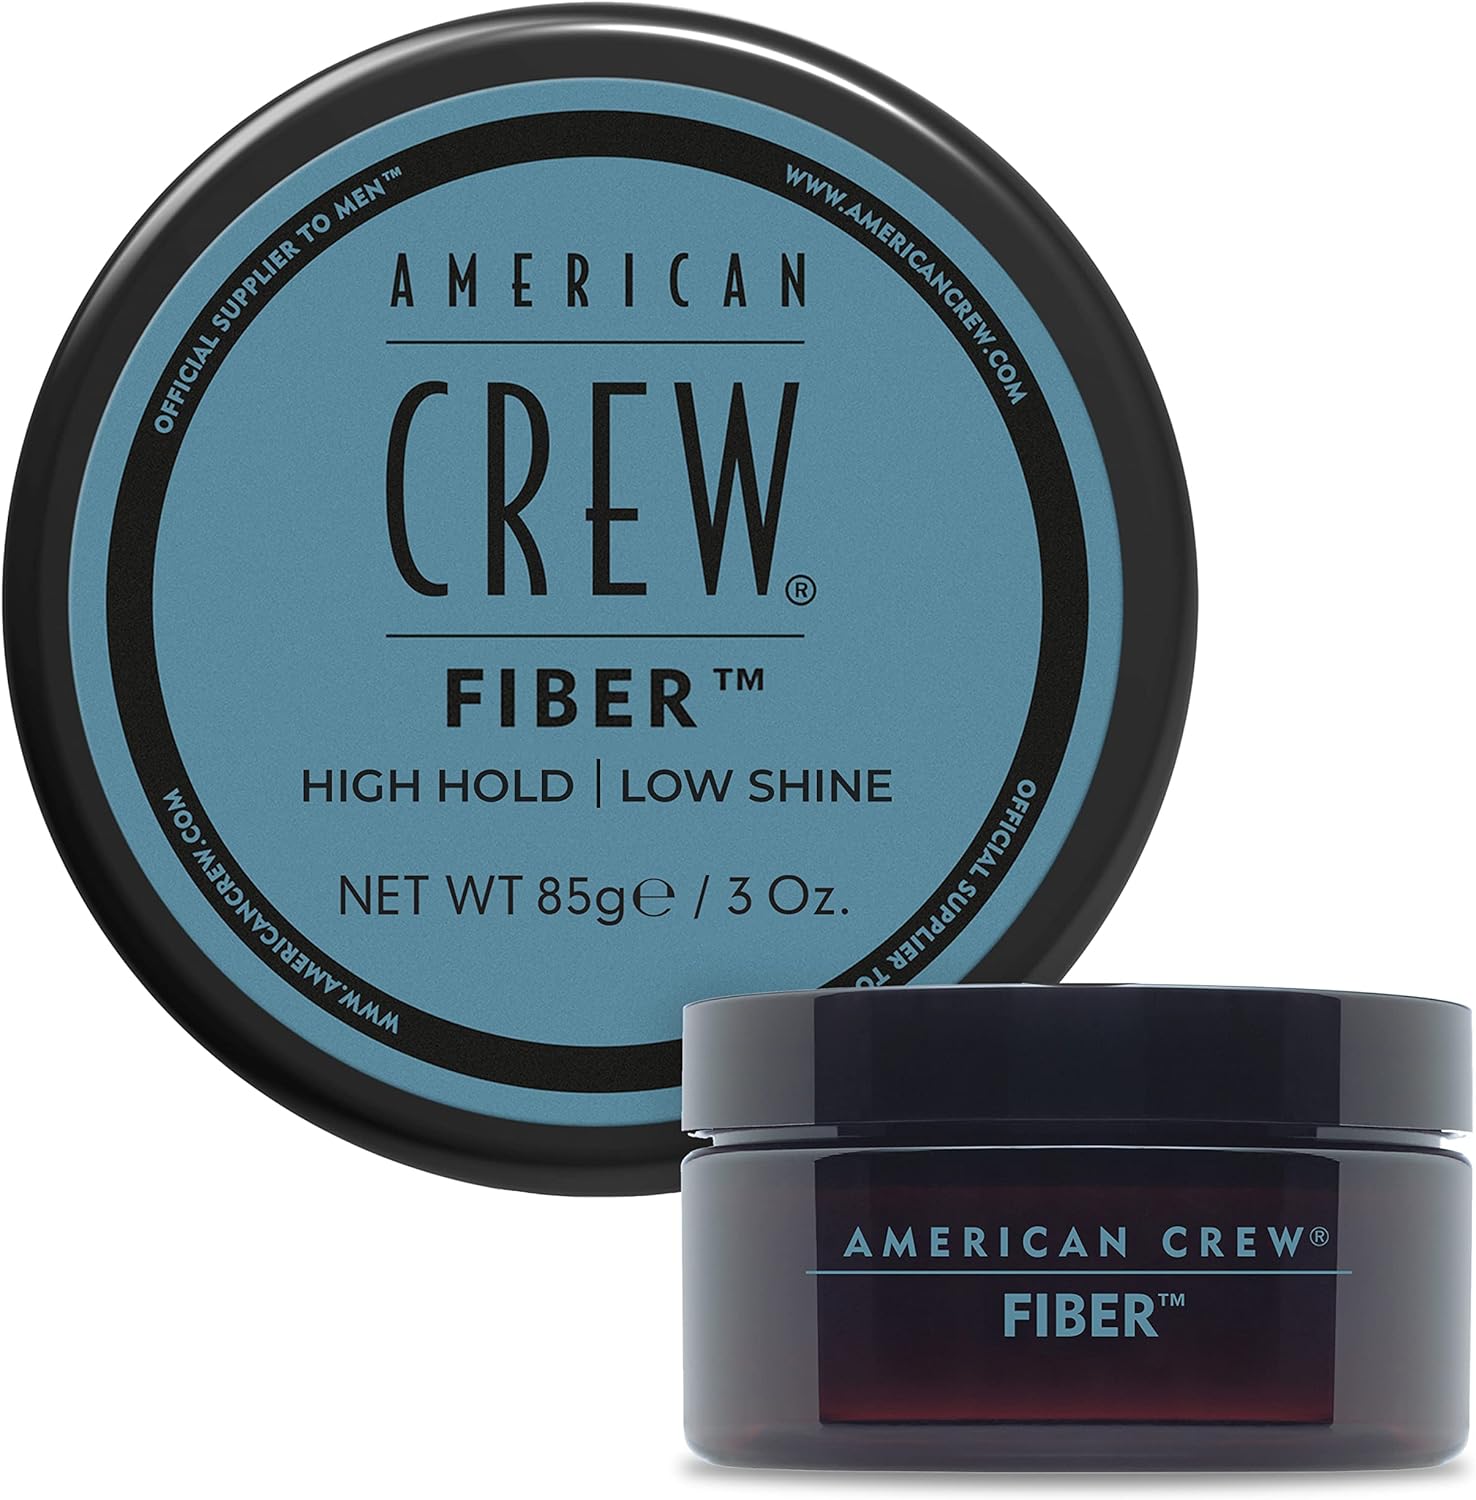 OFFICIAL SUPPLIER TO MEN™
WWW.AMERICANCREW.COM
AMERICAN
CREW®
FIBER™
HIGH HOLD | LOW SHINE
NET WT 85g℮ / 3 Oz.
WWW.AMERICANCREW.COM
OFFICIAL SUPPLIER TO
AMERICAN CREW®
FIBER™